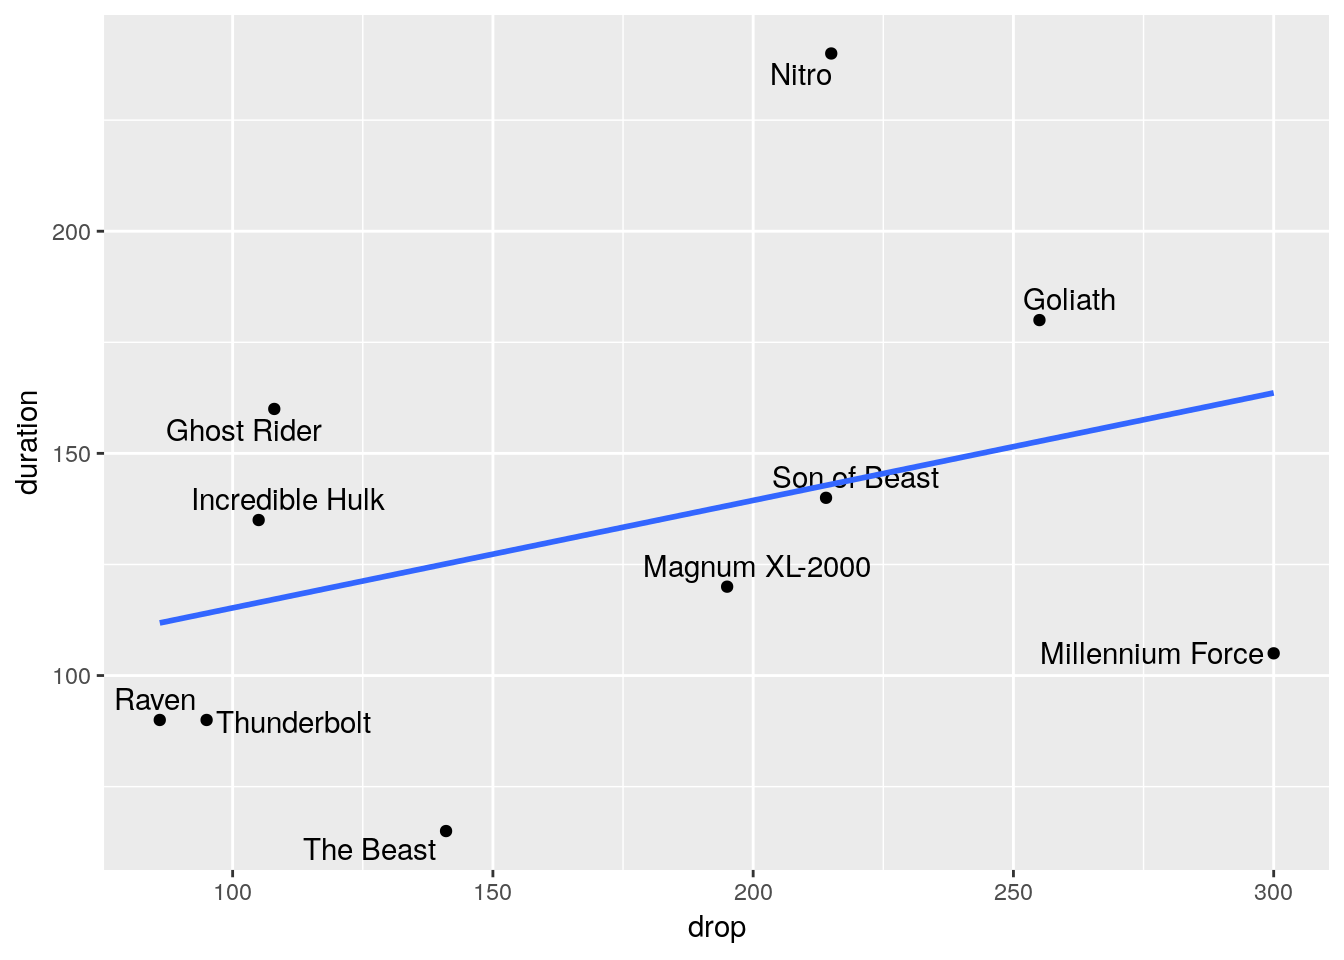 Nitro
200
Goliath
Ghost Rider
150
Son of Beast
Incredible Hulk
Magnum XL-2000
Millennium Force
100
Raven
Thunderbolt
The Beast
100 150 200 250 300
drop
duration